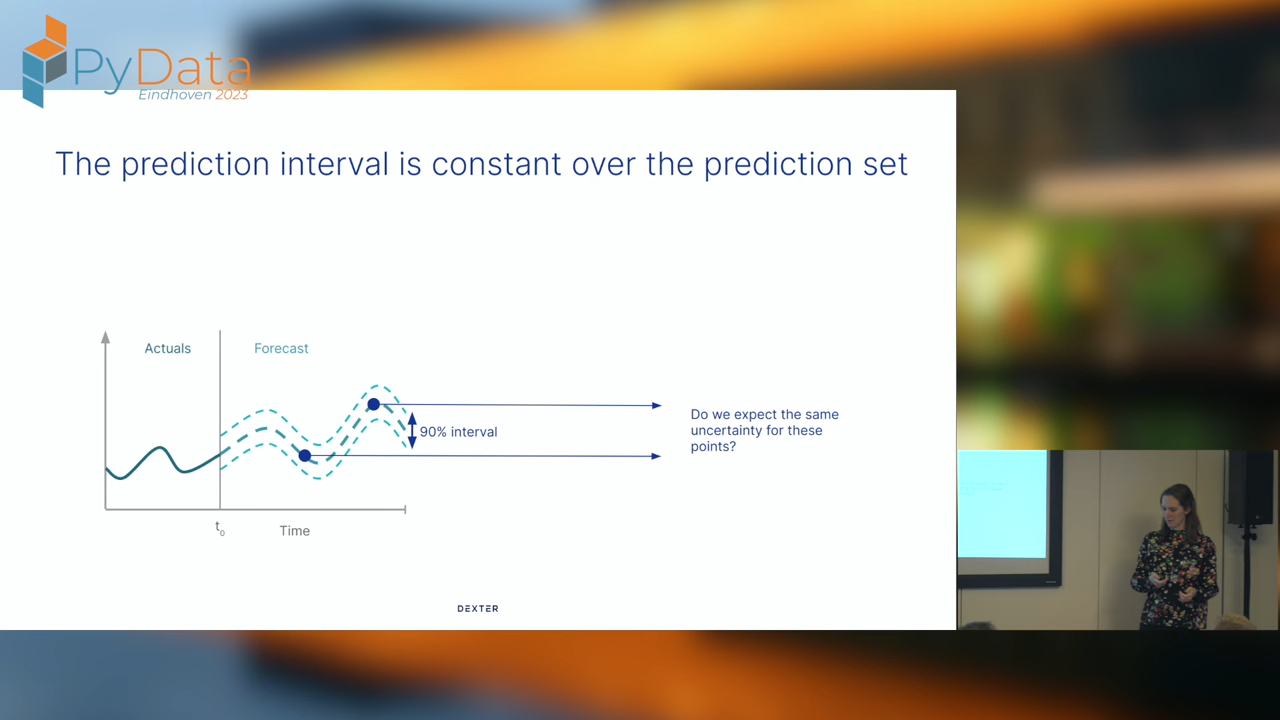 PyData
Eindhoven 2023
The prediction interval is constant over the prediction set
Actuals
Forecast
90% interval
Do we expect the same
uncertainty for these
points?
t0
Time
DEXTER